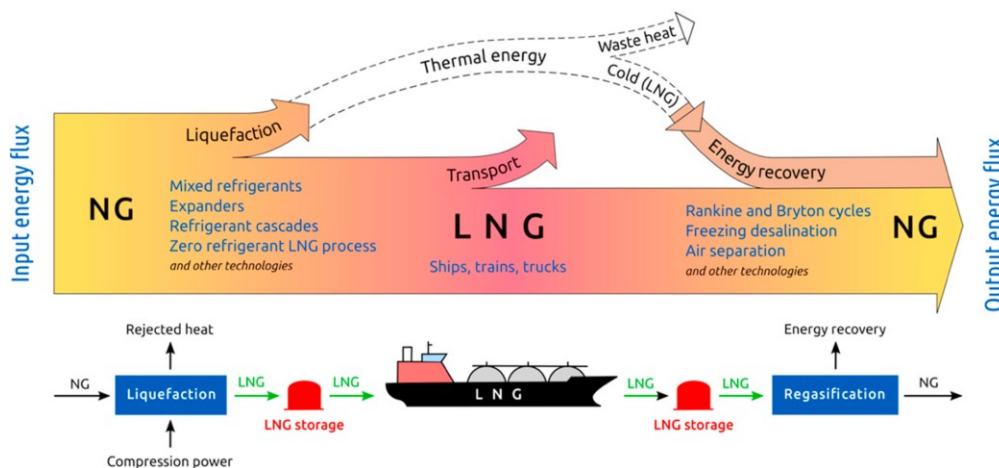 Input energy flux
NG
Liquefaction
Mixed refrigerants
Expanders
Refrigerant cascades
Zero refrigerant LNG process
and other technologies
Thermal energy
Waste heat
Cold (LNG)
Energy recovery
Transport
LNG
Ships, trains, trucks
Rankine and Bryton cycles
Freezing desalination
Air separation
and other technologies
NG
Output energy flux
Rejected heat
NG
Liquefaction
Compression power
LNG
LNG storage
LNG
LNG
LNG
LNG storage
LNG
Energy recovery
Regasification
NG